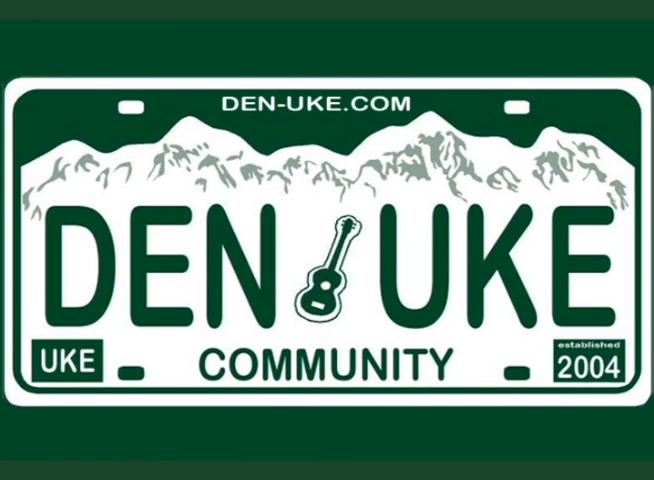 DEN-UKE.COM
DEN UKE
UKE
COMMUNITY
established
2004